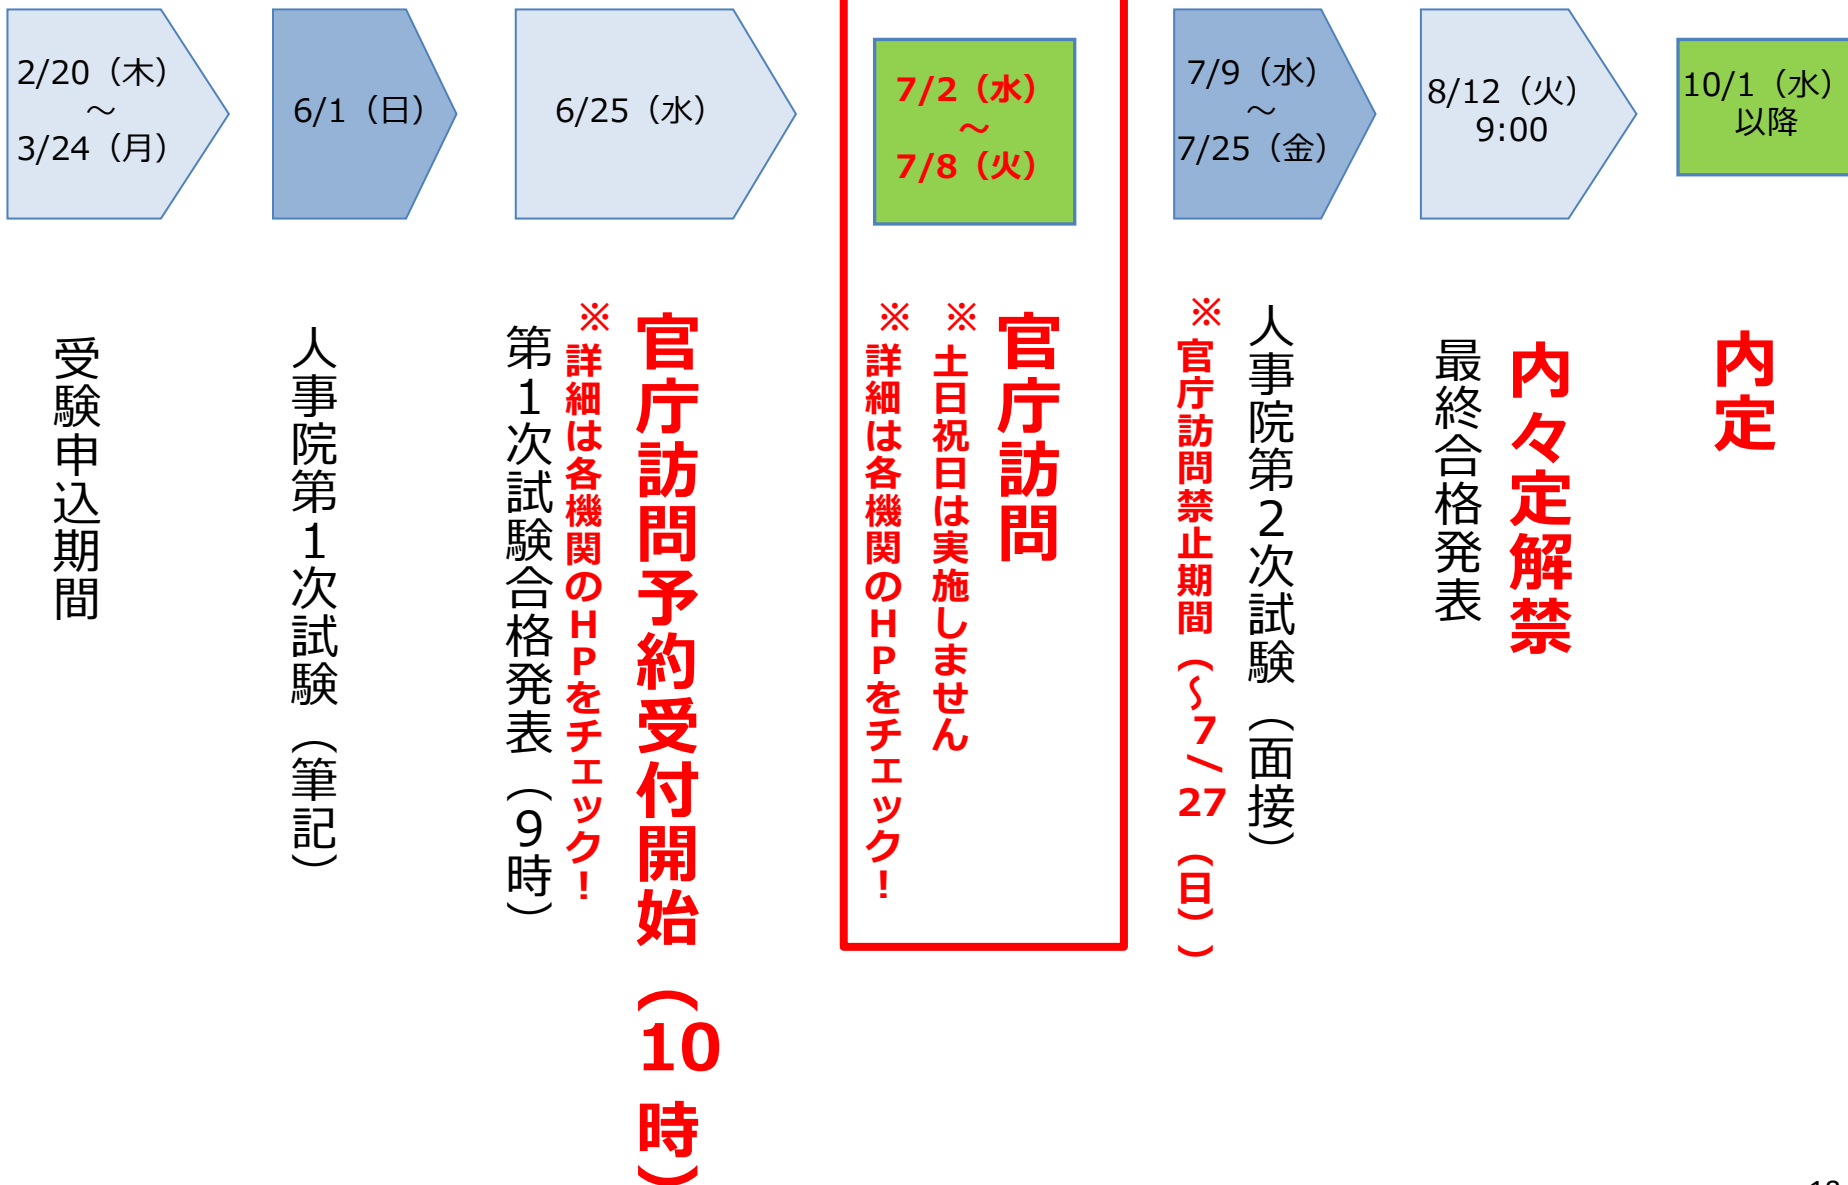 2/20（木）
～
3/24（月）
受験申込期間
6/1（日）
人事院第1次試験（筆記）
6/25（水）
官庁訪問予約受付開始（10時）
※詳細は各機関のHPをチェック！
第1次試験合格発表（9時）
7/2（水）
～
7/8（火）
官庁訪問
※土日祝日は実施しません
※詳細は各機関のHPをチェック！
7/9（水）
～
7/25（金）
人事院第2次試験（面接）
※官庁訪問禁止期間（～7／27（日））
8/12（火）
9:00
内々定解禁
最終合格発表
10/1（水）
以降
内定